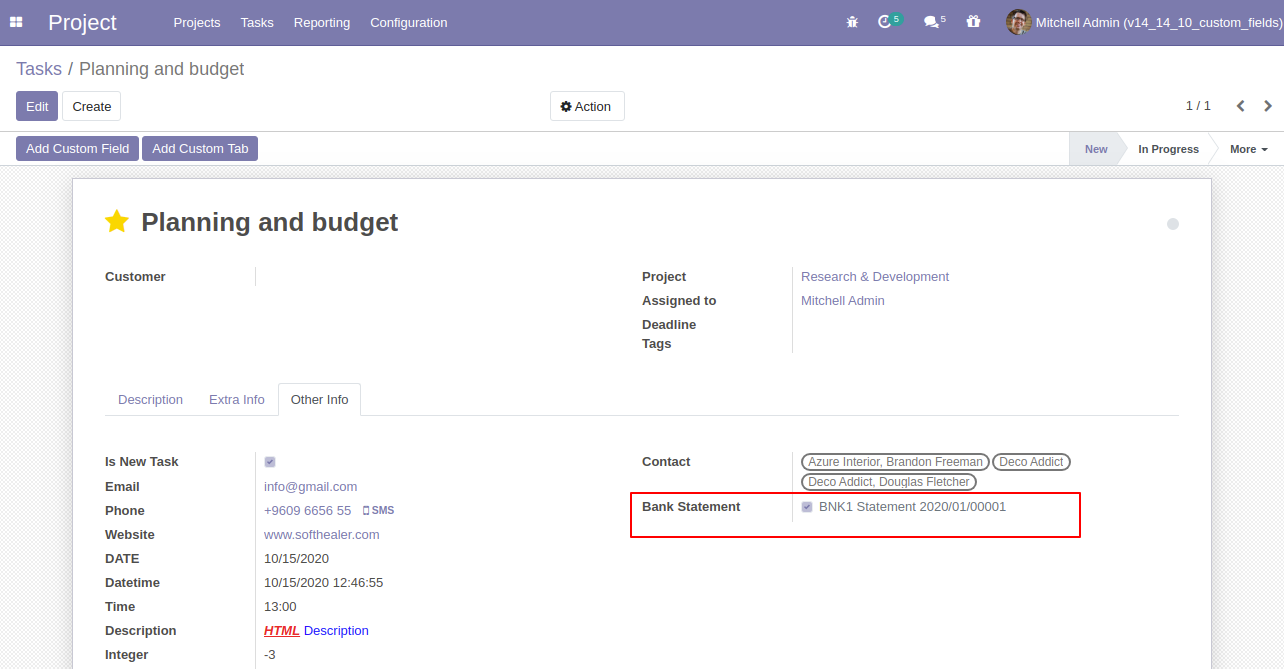 Project Projects Tasks Reporting Configuration 5 5 Mitchell Admin (v14_14_10_custom_fields)
Tasks / Planning and budget
Edit Create Action 1 / 1
Add Custom Field Add Custom Tab New In Progress More
Planning and budget
Customer
Project Research & Development
Assigned to Mitchell Admin
Deadline
Tags
Description Extra Info Other Info
Is New Task
Email info@gmail.com
Phone +9609 6656 55 SMS
Website www.softhealer.com
DATE 10/15/2020
Datetime 10/15/2020 12:46:55
Time 13:00
Description HTML Description
Integer -3
Contact Azure Interior, Brandon Freeman Deco Addict
Deco Addict, Douglas Fletcher
Bank Statement BNK1 Statement 2020/01/00001